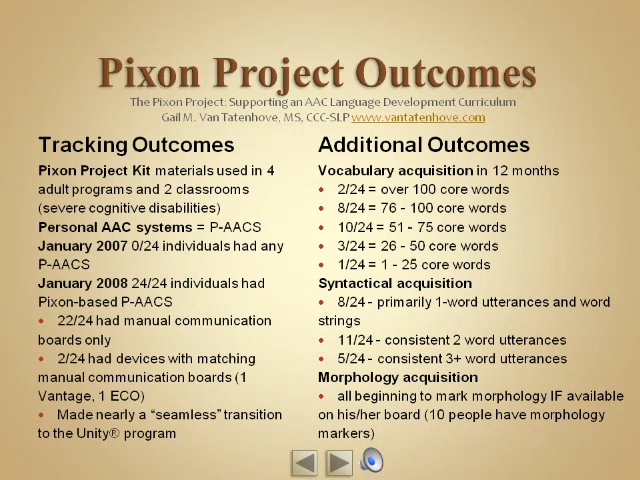 Pixon Project Outcomes
The Pixon Project: Supporting an AAC Language Development Curriculum
Gail M. Van Tatenhove, MS, CCC-SLP www.vantatenhove.com
Tracking Outcomes
Pixon Project Kit materials used in 4
adult programs and 2 classrooms
(severe cognitive disabilities)
Personal AAC systems = P-AACS
January 2007 0/24 individuals had any
P-AACS
January 2008 24/24 individuals had
Pixon-based P-AACS
• 22/24 had manual communication
boards only
• 2/24 had devices with matching
manual communication boards (1
Vantage, 1 ECO)
• Made nearly a “seamless” transition
to the Unity® program
Additional Outcomes
Vocabulary acquisition in 12 months
• 2/24 = over 100 core words
• 8/24 = 76 - 100 core words
• 10/24 = 51 - 75 core words
• 3/24 = 26 - 50 core words
• 1/24 = 1 - 25 core words
Syntactical acquisition
• 8/24 - primarily 1-word utterances and word
strings
• 11/24 - consistent 2 word utterances
• 5/24 - consistent 3+ word utterances
Morphology acquisition
• all beginning to mark morphology IF available
on his/her board (10 people have morphology
markers)